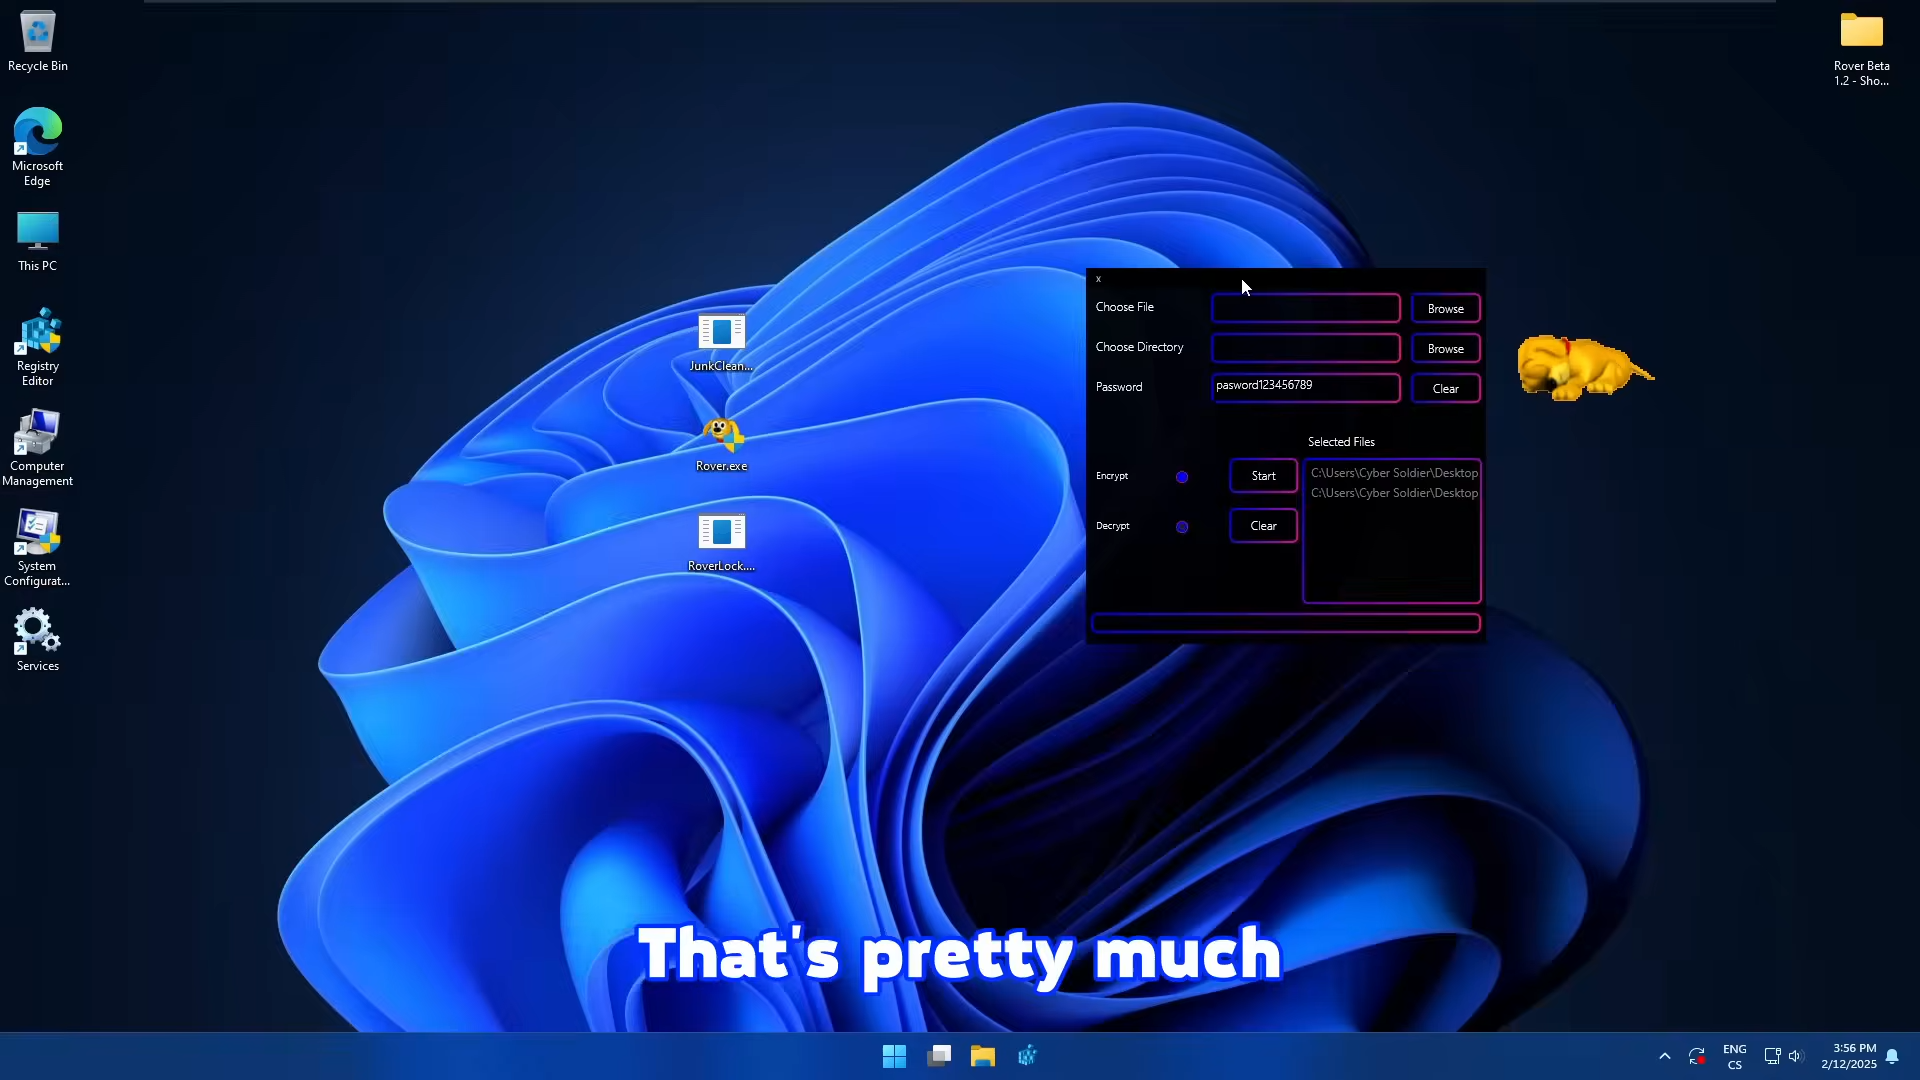 Recycle Bin
Microsoft
Edge
This PC
Registry
Editor
Computer
Management
System
Configurat...
Services
JunkClean...
Rover.exe
RoverLock....
Rover Beta
1.2 - Sho...
x
Choose File
Browse
Choose Directory
Browse
Password
pasword123456789
Clear
Selected Files
Encrypt
Start
C:\Users\Cyber Soldier\Desktop
C:\Users\Cyber Soldier\Desktop
Decrypt
Clear
That's pretty much
ENG
CS
3:56 PM
2/12/2025